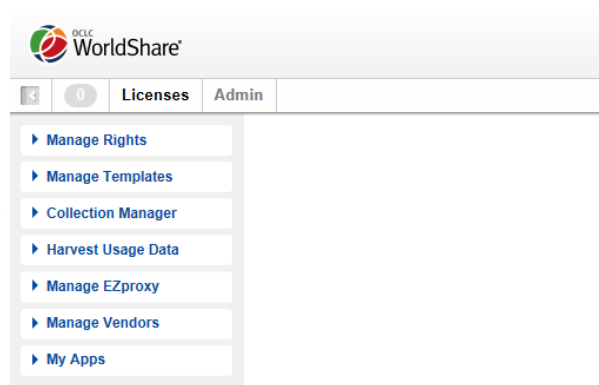 OCLC
WorldShare®
0 Licenses Admin
Manage Rights
Manage Templates
Collection Manager
Harvest Usage Data
Manage EZproxy
Manage Vendors
My Apps